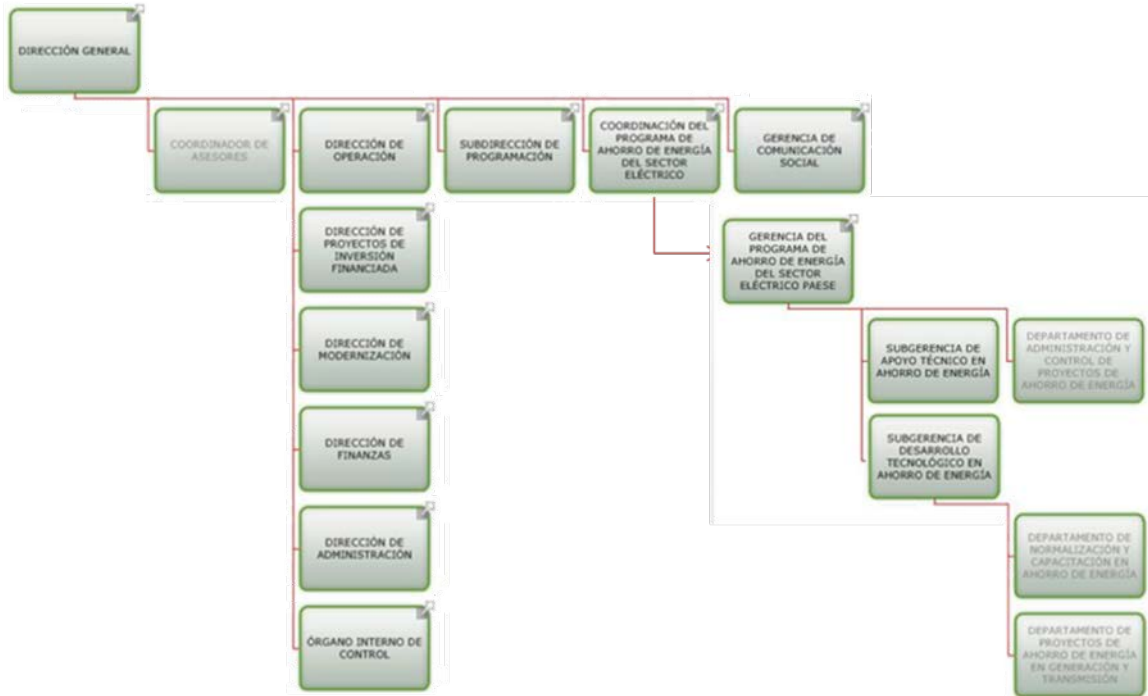 DIRECCIÓN GENERAL
COORDINADOR DE
ASESORES
DIRECCIÓN DE
OPERACIÓN
SUBDIRECCIÓN DE
PROGRAMACIÓN
COORDINACIÓN DEL
PROGRAMA DE
AHORRO DE ENERGÍA
DEL SECTOR
ELÉCTRICO
GERENCIA DE
COMUNICACIÓN
SOCIAL
DIRECCIÓN DE
PROYECTOS DE
INVERSIÓN
FINANCIADA
GERENCIA DEL
PROGRAMA DE
AHORRO DE ENERGÍA
DEL SECTOR
ELÉCTRICO PAESE
DIRECCIÓN DE
MODERNIZACIÓN
SUBGERENCIA DE
APOYO TÉCNICO EN
AHORRO DE ENERGÍA
DEPARTAMENTO DE
ADMINISTRACIÓN Y
CONTROL DE
PROYECTOS DE
AHORRO DE ENERGÍA
DIRECCIÓN DE
FINANZAS
SUBGERENCIA DE
DESARROLLO
TECNOLÓGICO EN
AHORRO DE ENERGÍA
DIRECCIÓN DE
ADMINISTRACIÓN
DEPARTAMENTO DE
NORMALIZACIÓN Y
CAPACITACIÓN EN
AHORRO DE ENERGÍA
ÓRGANO INTERNO DE
CONTROL
DEPARTAMENTO DE
PROYECTOS DE
AHORRO DE ENERGÍA
EN GENERACIÓN Y
TRANSMISIÓN